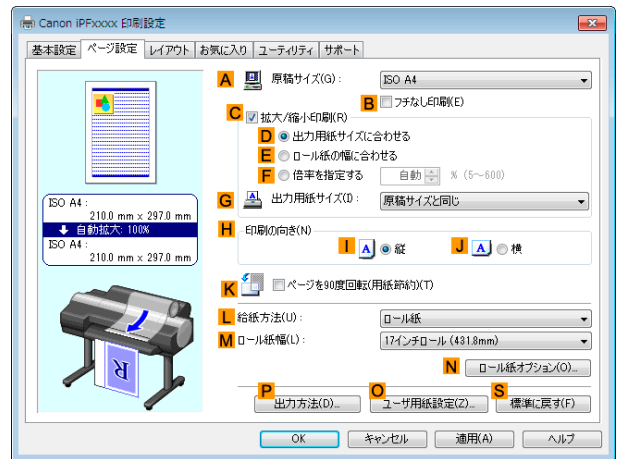 Canon iPFxxxx 印刷設定
基本設定 ページ設定 レイアウト お気に入り ユーティリティ サポート
A 原稿サイズ(G): ISO A4
B フチなし印刷(E)
C 拡大/縮小印刷(R)
D 出力用紙サイズに合わせる
E ロール紙の幅に合わせる
F 倍率を指定する 自動 % (5～600)
G 出力用紙サイズ(I): 原稿サイズと同じ
ISO A4 :
210.0 mm x 297.0 mm
自動拡大: 100%
ISO A4 :
210.0 mm x 297.0 mm
H 印刷の向き(N)
I A 縦 J A 横
K ページを90度回転(用紙節約)(T)
L 給紙方法(U): ロール紙
M ロール紙幅(L): 17インチロール (431.8mm)
N ロール紙オプション(O)...
R
P 出力方法(D)... O ユーザ用紙設定(Z)... S 標準に戻す(F)
OK キャンセル 適用(A) ヘルプ